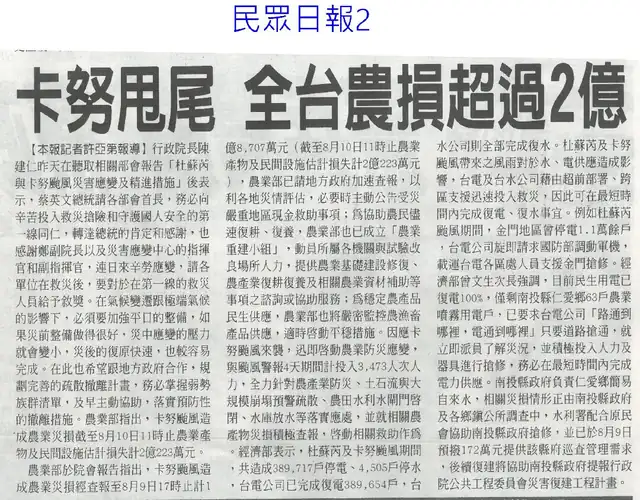 民眾日報2
卡努甩尾 全台農損超過2億
【本報記者許亞第報導】行政院長陳
建仁昨天在聽取相關部會報告「杜蘇芮
與卡努颱風災害應變及精進措施」後表
示，蔡英文總統請各部會首長，務必向
辛苦投入救災搶險和守護國人安全的第
一線同仁，轉達總統的肯定和感謝，也
感謝鄭副院長以及災害應變中心的指揮
官和副指揮官，連日來辛勞應變，請各
單位在救災後，要對於在第一線的救災
人員給予敘獎。在氣候變遷跟極端氣候
的影響下，必須要加強平日的整備，如
果災前整備做得很好，災中應變的壓力
就會變小，災後的復原快速，也較容易
完成。在此也希望跟地方政府合作，規
劃完善的疏散撤離計畫，務必掌握弱勢
族群清單，及早主動協助，落實預防性
的撤離措施。農業部指出，卡努颱風造
成農業災損截至8月10日11時止農業產
物及民間設施估計損失計2億223萬元。
農業部於院會報告指出，卡努颱風造
成農業災損經查報至8月9日17時止計1
億8,707萬元（截至8月10日11時止農業
產物及民間設施估計損失計2億223萬元
），農業部已請地方政府加速查報，以
利各地災情評估，必要時主動公告受災
嚴重地區現金救助事項；為協助農民儘
速復耕、復養，農業部也已成立「農業
重建小組」，動員所屬各機關與試驗改
良場所人力，提供農業基礎建設修復、
農產業復耕復養及相關農業資材補助等
事項之諮詢或協助服務；為穩定農產品
民生供應，農業部也將嚴密監控農漁畜
產品供應，適時啓動平穩措施。因應卡
努颱風來襲，迅即啓動農業防災應變，
與颱風警報4天期間計投入3,473人次人
力，全力針對農產業防災、土石流與大
規模崩塌預警疏散、農田水利水閘門啓
閉、水庫放水等落實應處，並就相關農
產物災損積極查報，啓動相關救助作為。
經濟部表示，杜蘇芮及卡努颱風期間
，共造成389,717戶停電、4,505戶停水
，台電公司已完成復電389,654戶，台
水公司則全部完成復水。杜蘇芮及卡努
颱風帶來之風雨對於水、電供應造成影
響，台電及台水公司藉由超前部署、跨
區支援迅速投入救災，因此可在最短時
間內完成復電、復水事宜。例如杜蘇芮
颱風期間，金門地區曾停電1.1萬餘戶
，台電公司旋即請求國防部調動軍機，
載運台電各區處人員支援金門搶修。經
濟部曾文生次長強調，目前民生用電已
復電100%，僅剩南投縣仁愛鄉63戶農業
噴霧用電戶，已要求台電公司「路通到
哪裡，電通到哪裡」只要道路搶通，就
立即派員了解災況，並積極投入人力及
器具進行搶修，務必在最短時間內完成
電力供應。南投縣政府負責仁愛鄉簡易
自來水，相關災損情形正由南投縣政府
及各鄉鎮公所調查中，水利署配合原民
會協助南投縣政府搶修，並已於8月9日
預撥172萬元提供該縣府巡查管理需求
，後續復建將協助南投縣政府提報行政
院公共工程委員會災害復建工程計畫。